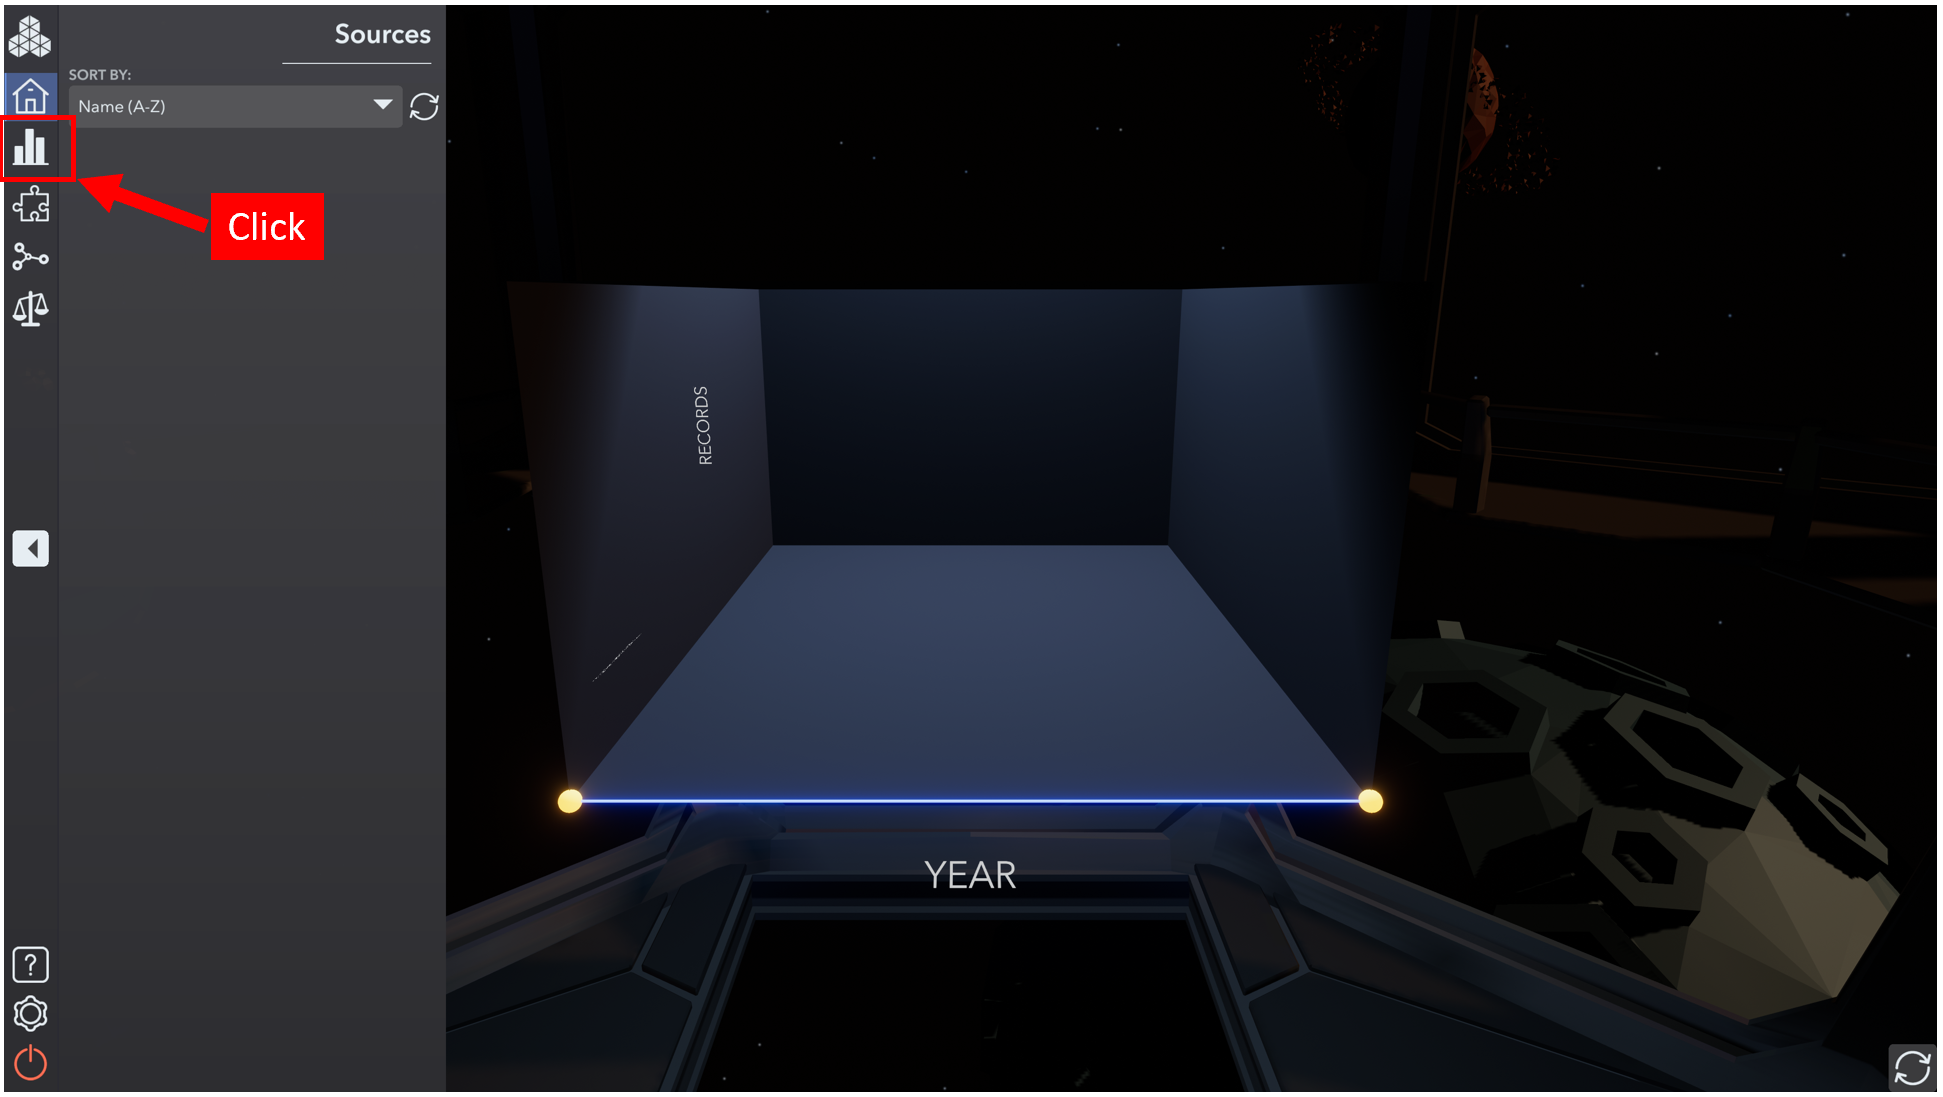 Sources
SORT BY:
Name (A-Z)
Click
RECORDS
YEAR
?